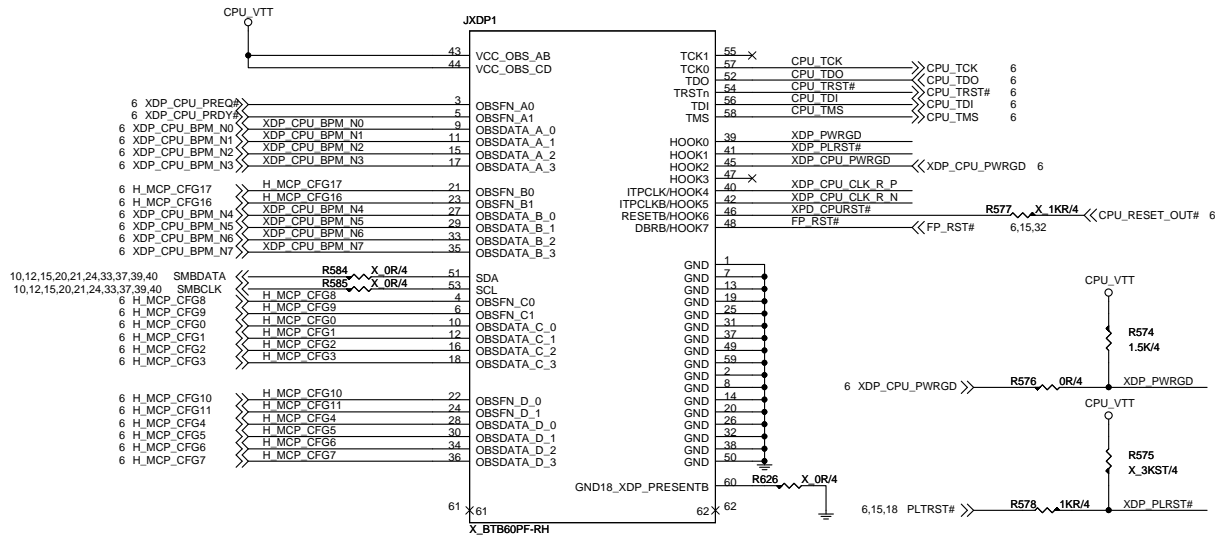 CPU_VTT
JXDP1
43 VCC_OBS_AB
44 VCC_OBS_CD
6 XDP_CPU_PREQ# 3 OBSFN_A0
6 XDP_CPU_PRDY# 5 OBSFN_A1
6 XDP_CPU_BPM_N0 XDP_CPU_BPM_N0 9 OBSDATA_A_0
6 XDP_CPU_BPM_N1 XDP_CPU_BPM_N1 11 OBSDATA_A_1
6 XDP_CPU_BPM_N2 XDP_CPU_BPM_N2 15 OBSDATA_A_2
6 XDP_CPU_BPM_N3 XDP_CPU_BPM_N3 17 OBSDATA_A_3
6 H_MCP_CFG17 H_MCP_CFG17 21 OBSFN_B0
6 H_MCP_CFG16 H_MCP_CFG16 23 OBSFN_B1
6 XDP_CPU_BPM_N4 XDP_CPU_BPM_N4 27 OBSDATA_B_0
6 XDP_CPU_BPM_N5 XDP_CPU_BPM_N5 29 OBSDATA_B_1
6 XDP_CPU_BPM_N6 XDP_CPU_BPM_N6 33 OBSDATA_B_2
6 XDP_CPU_BPM_N7 XDP_CPU_BPM_N7 35 OBSDATA_B_3
10,12,15,20,21,24,33,37,39,40 SMBDATA R584 X_0R/4 51 SDA
10,12,15,20,21,24,33,37,39,40 SMBCLK R585 X_0R/4 53 SCL
6 H_MCP_CFG8 H_MCP_CFG8 4 OBSFN_C0
6 H_MCP_CFG9 H_MCP_CFG9 6 OBSFN_C1
6 H_MCP_CFG0 H_MCP_CFG0 10 OBSDATA_C_0
6 H_MCP_CFG1 H_MCP_CFG1 12 OBSDATA_C_1
6 H_MCP_CFG2 H_MCP_CFG2 16 OBSDATA_C_2
6 H_MCP_CFG3 H_MCP_CFG3 18 OBSDATA_C_3
6 H_MCP_CFG10 H_MCP_CFG10 22 OBSFN_D_0
6 H_MCP_CFG11 H_MCP_CFG11 24 OBSFN_D_1
6 H_MCP_CFG4 H_MCP_CFG4 28 OBSDATA_D_0
6 H_MCP_CFG5 H_MCP_CFG5 30 OBSDATA_D_1
6 H_MCP_CFG6 H_MCP_CFG6 34 OBSDATA_D_2
6 H_MCP_CFG7 H_MCP_CFG7 36 OBSDATA_D_3
61 61
X_BTB60PF-RH
TCK1 55
TCK0 57 CPU_TCK CPU_TCK 6
TDO 52 CPU_TDO CPU_TDO 6
TRSTn 54 CPU_TRST# CPU_TRST# 6
TDI 56 CPU_TDI CPU_TDI 6
TMS 58 CPU_TMS CPU_TMS 6
HOOK0 39 XDP_PWRGD
HOOK1 41 XDP_PLRST#
HOOK2 45 XDP_CPU_PWRGD XDP_CPU_PWRGD 6
HOOK3 47
ITPCLK/HOOK4 40 XDP_CPU_CLK_R_P
ITPCLKB/HOOK5 42 XDP_CPU_CLK_R_N
RESETB/HOOK6 46 XPD_CPURST# R577 X_1KR/4 CPU_RESET_OUT# 6
DBRB/HOOK7 48 FP_RST# FP_RST# 6,15,32
GND 1
GND 7
GND 13
GND 19
GND 25
GND 31
GND 37
GND 49
GND 59
GND 2
GND 8
GND 14
GND 20
GND 26
GND 32
GND 38
GND 50
GND18_XDP_PRESENTB 60 R626 X_0R/4
62 62
CPU_VTT
R574
1.5K/4
6 XDP_CPU_PWRGD R576 0R/4 XDP_PWRGD
CPU_VTT
R575
X_3KST/4
6,15,18 PLTRST# R578 1KR/4 XDP_PLRST#